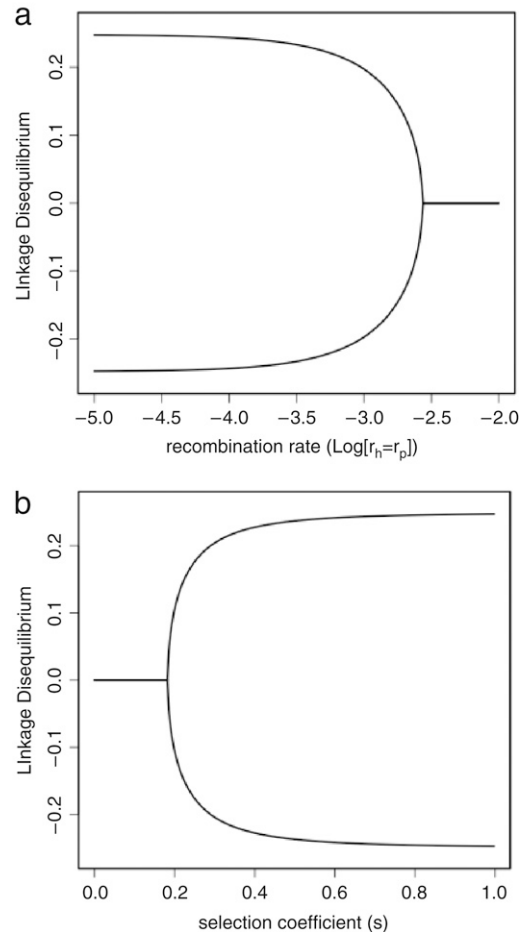 a
LInkage Disequilibrium
0.2
0.1
0.0
−0.1
−0.2
−5.0 −4.5 −4.0 −3.5 −3.0 −2.5 −2.0
recombination rate (Log[r_h=r_p])
b
LInkage Disequilibrium
0.2
0.1
0.0
−0.1
−0.2
0.0 0.2 0.4 0.6 0.8 1.0
selection coefficient (s)